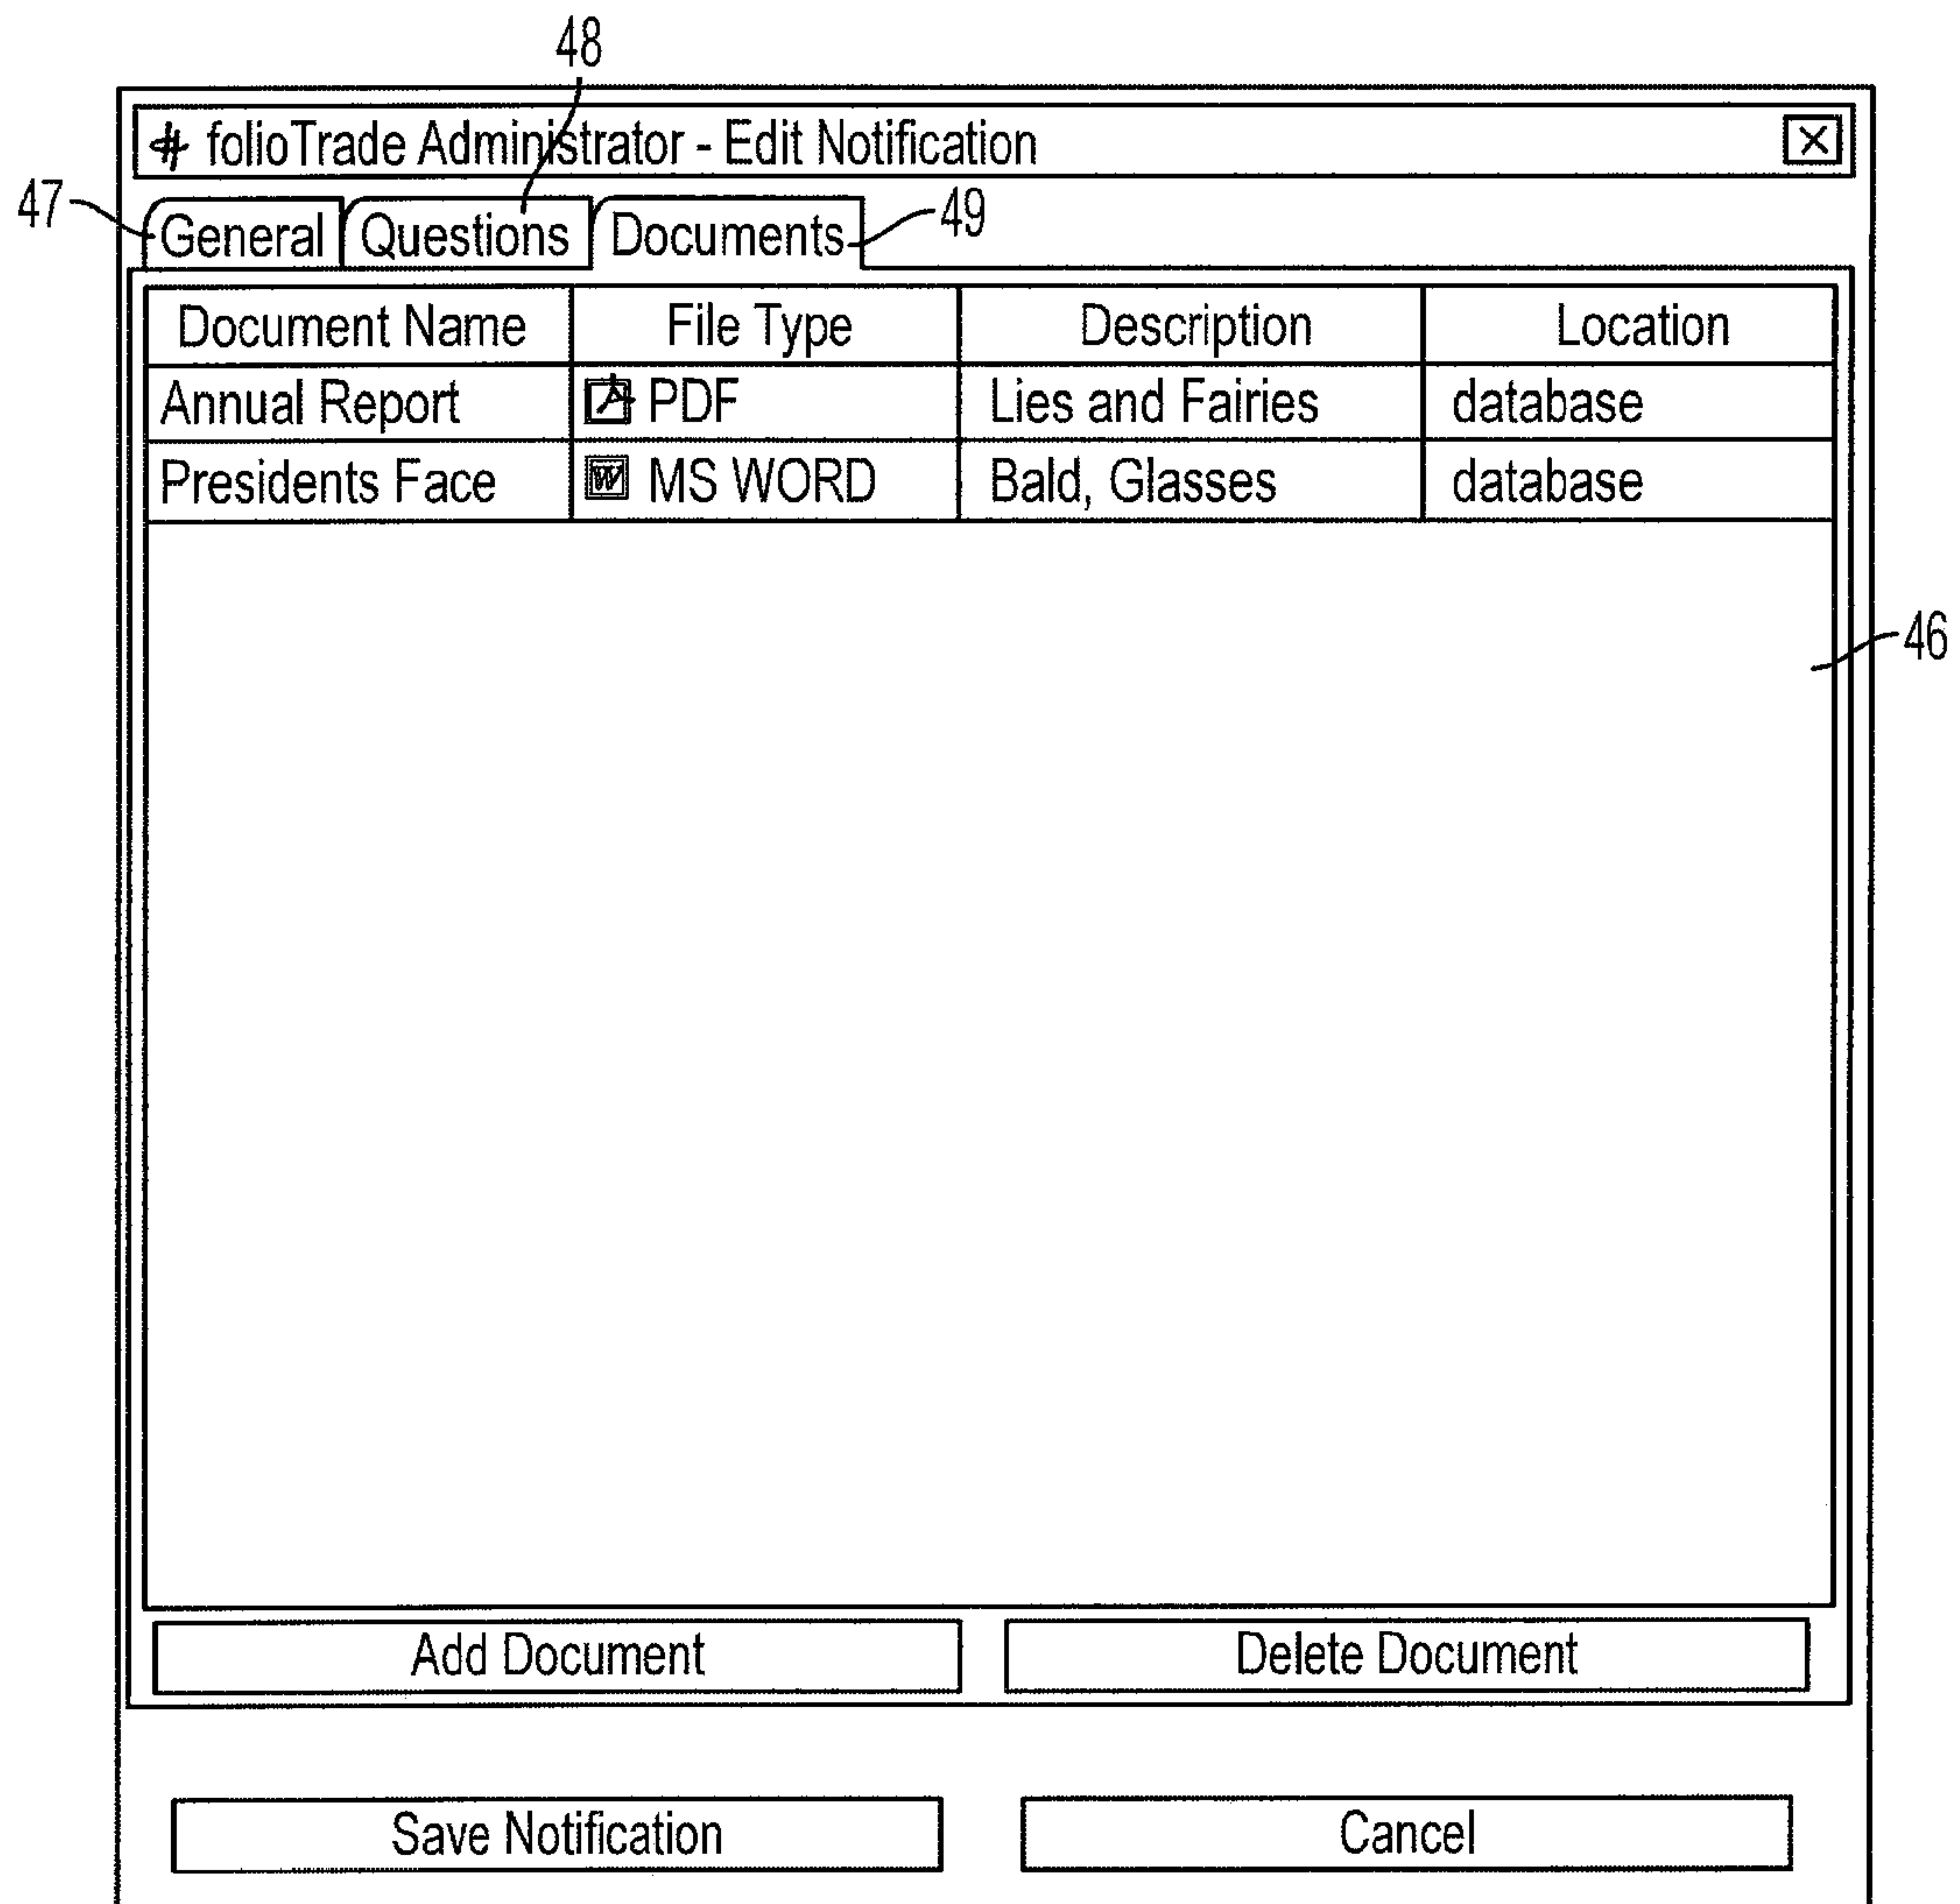 48
# folioTrade Administrator - Edit Notification
47 General Questions Documents 49
Document Name File Type Description Location
Annual Report PDF Lies and Fairies database
Presidents Face W MS WORD Bald, Glasses database
46
Add Document Delete Document
Save Notification Cancel